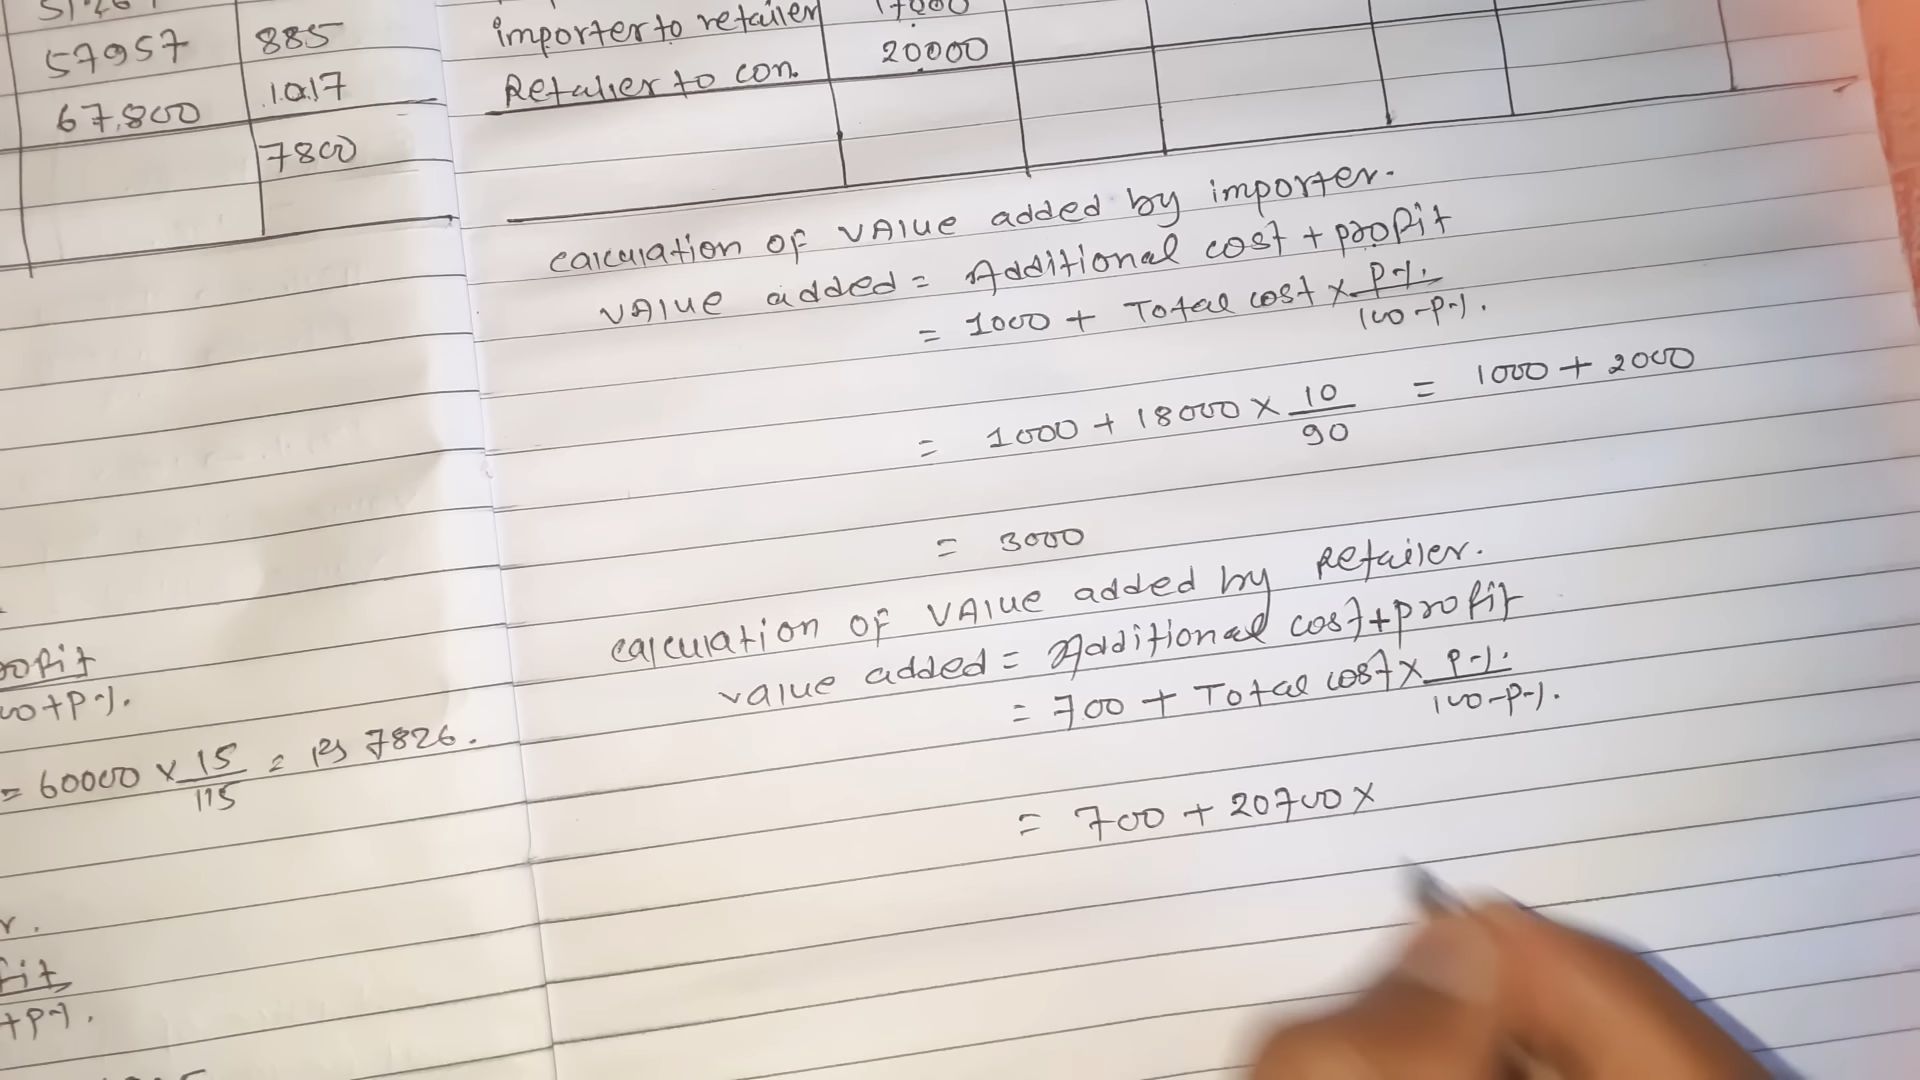 57957 885
67,800 1017
7800
15
= 60000 × 15/115 = Rs 7826.
importer to retailer
Retailer to con. 20000
calculation of value added by importer.
value added = Additional cost + profit
= 1000 + Total cost × P%/100-P%.
= 1000 + 18000 × 10/90 = 1000 + 2000
= 3000
calculation of value added by Retailer.
value added = Additional cost + profit
= 700 + Total cost × P%/100-P%.
= 700 + 20700 ×